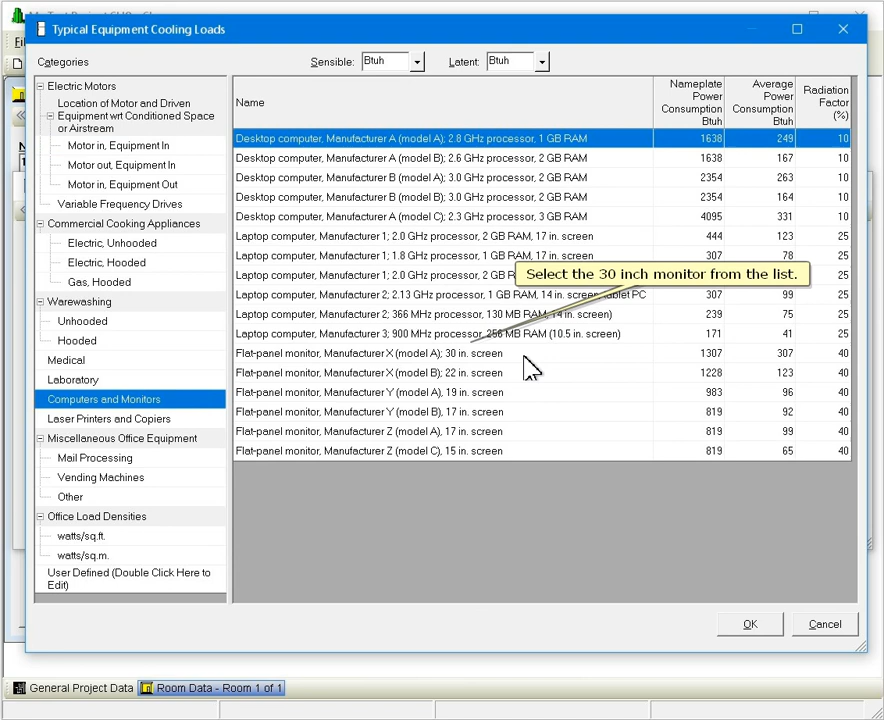 Typical Equipment Cooling Loads
Categories
Sensible: Btuh
Latent: Btuh
Electric Motors
Location of Motor and Driven
Equipment wrt Conditioned Space
or Airstream
Motor in, Equipment In
Motor out, Equipment In
Motor in, Equipment Out
Variable Frequency Drives
Commercial Cooking Appliances
Electric, Unhooded
Electric, Hooded
Gas, Hooded
Warewashing
Unhooded
Hooded
Medical
Laboratory
Computers and Monitors
Laser Printers and Copiers
Miscellaneous Office Equipment
Mail Processing
Vending Machines
Other
Office Load Densities
watts/sq.ft.
watts/sq.m.
User Defined (Double Click Here to
Edit)
Name
Nameplate
Power
Consumption
Btuh
Average
Power
Consumption
Btuh
Radiation
Factor
(%)
Desktop computer, Manufacturer A (model A); 2.8 GHz processor, 1 GB RAM 1638 249 10
Desktop computer, Manufacturer A (model B); 2.6 GHz processor, 2 GB RAM 1638 167 10
Desktop computer, Manufacturer B (model A); 3.0 GHz processor, 2 GB RAM 2354 263 10
Desktop computer, Manufacturer B (model B); 3.0 GHz processor, 2 GB RAM 2354 164 10
Desktop computer, Manufacturer A (model C); 2.3 GHz processor, 3 GB RAM 4095 331 10
Laptop computer, Manufacturer 1; 2.0 GHz processor, 2 GB RAM, 17 in. screen 444 123 25
Laptop computer, Manufacturer 1; 1.8 GHz processor, 1 GB RAM, 17 in. screen 307 78 25
Laptop computer, Manufacturer 1; 2.0 GHz processor, 2 GB R 25
Select the 30 inch monitor from the list.
Laptop computer, Manufacturer 2; 2.13 GHz processor, 1 GB RAM, 14 in. screen tablet PC 307 99 25
Laptop computer, Manufacturer 2; 366 MHz processor, 130 MB RAM, 14 in. screen) 239 75 25
Laptop computer, Manufacturer 3; 900 MHz processor, 256 MB RAM (10.5 in. screen) 171 41 25
Flat-panel monitor, Manufacturer X (model A); 30 in. screen 1307 307 40
Flat-panel monitor, Manufacturer X (model B); 22 in. screen 1228 123 40
Flat-panel monitor, Manufacturer Y (model A), 19 in. screen 983 96 40
Flat-panel monitor, Manufacturer Y (model B), 17 in. screen 819 92 40
Flat-panel monitor, Manufacturer Z (model A), 17 in. screen 819 99 40
Flat-panel monitor, Manufacturer Z (model C), 15 in. screen 819 65 40
OK
Cancel
General Project Data
Room Data - Room 1 of 1